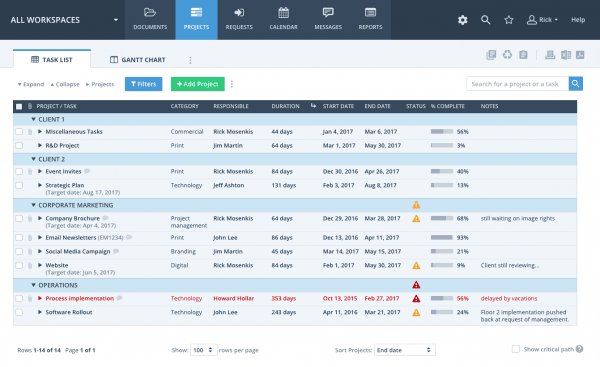 ALL WORKSPACES
DOCUMENTS PROJECTS REQUESTS CALENDAR MESSAGES REPORTS
Rick Help
TASK LIST GANTT CHART
Expand Collapse Projects Filters + Add Project Search for a project or a task
PROJECT / TASK CATEGORY RESPONSIBLE DURATION START DATE END DATE STATUS % COMPLETE NOTES
CLIENT 1
Miscellaneous Tasks Commercial Rick Mosenkis 44 days Jan 4, 2017 Mar 6, 2017 56%
R&D Project Print Jim Martin 64 days Mar 1, 2017 May 30, 2017 3%
CLIENT 2
Event Invites Print Rick Mosenkis 84 days Dec 30, 2016 Apr 26, 2017 40%
Strategic Plan Technology Jeff Ashton 131 days Feb 3, 2017 Aug 8, 2017 13%
(Target date: Aug 17, 2017)
CORPORATE MARKETING
Company Brochure Project Rick Mosenkis 64 days Dec 29, 2016 Mar 28, 2017 68% still waiting on image rights
(Target date: Apr 4, 2017) management
Email Newsletters (EM1234) Print John Lee 86 days Dec 13, 2016 Apr 11, 2017 93%
Social Media Campaign Branding Jim Martin 45 days Mar 14, 2017 May 15, 2017 21%
Website Digital Rick Mosenkis 84 days Feb 1, 2017 May 30, 2017 9% Client still reviewing...
(Target date: Jun 5, 2017)
OPERATIONS
Process implementation Technology Howard Hollar 353 days Oct 13, 2015 Feb 27, 2017 56% delayed by vacations
Software Rollout Technology John Lee 243 days Apr 11, 2016 Mar 21, 2017 24% Floor 2 implementation pushed
back at request of management.
Rows 1-14 of 14 Page 1 of 1 Show: 100 rows per page Sort Projects: End date Show critical path ?